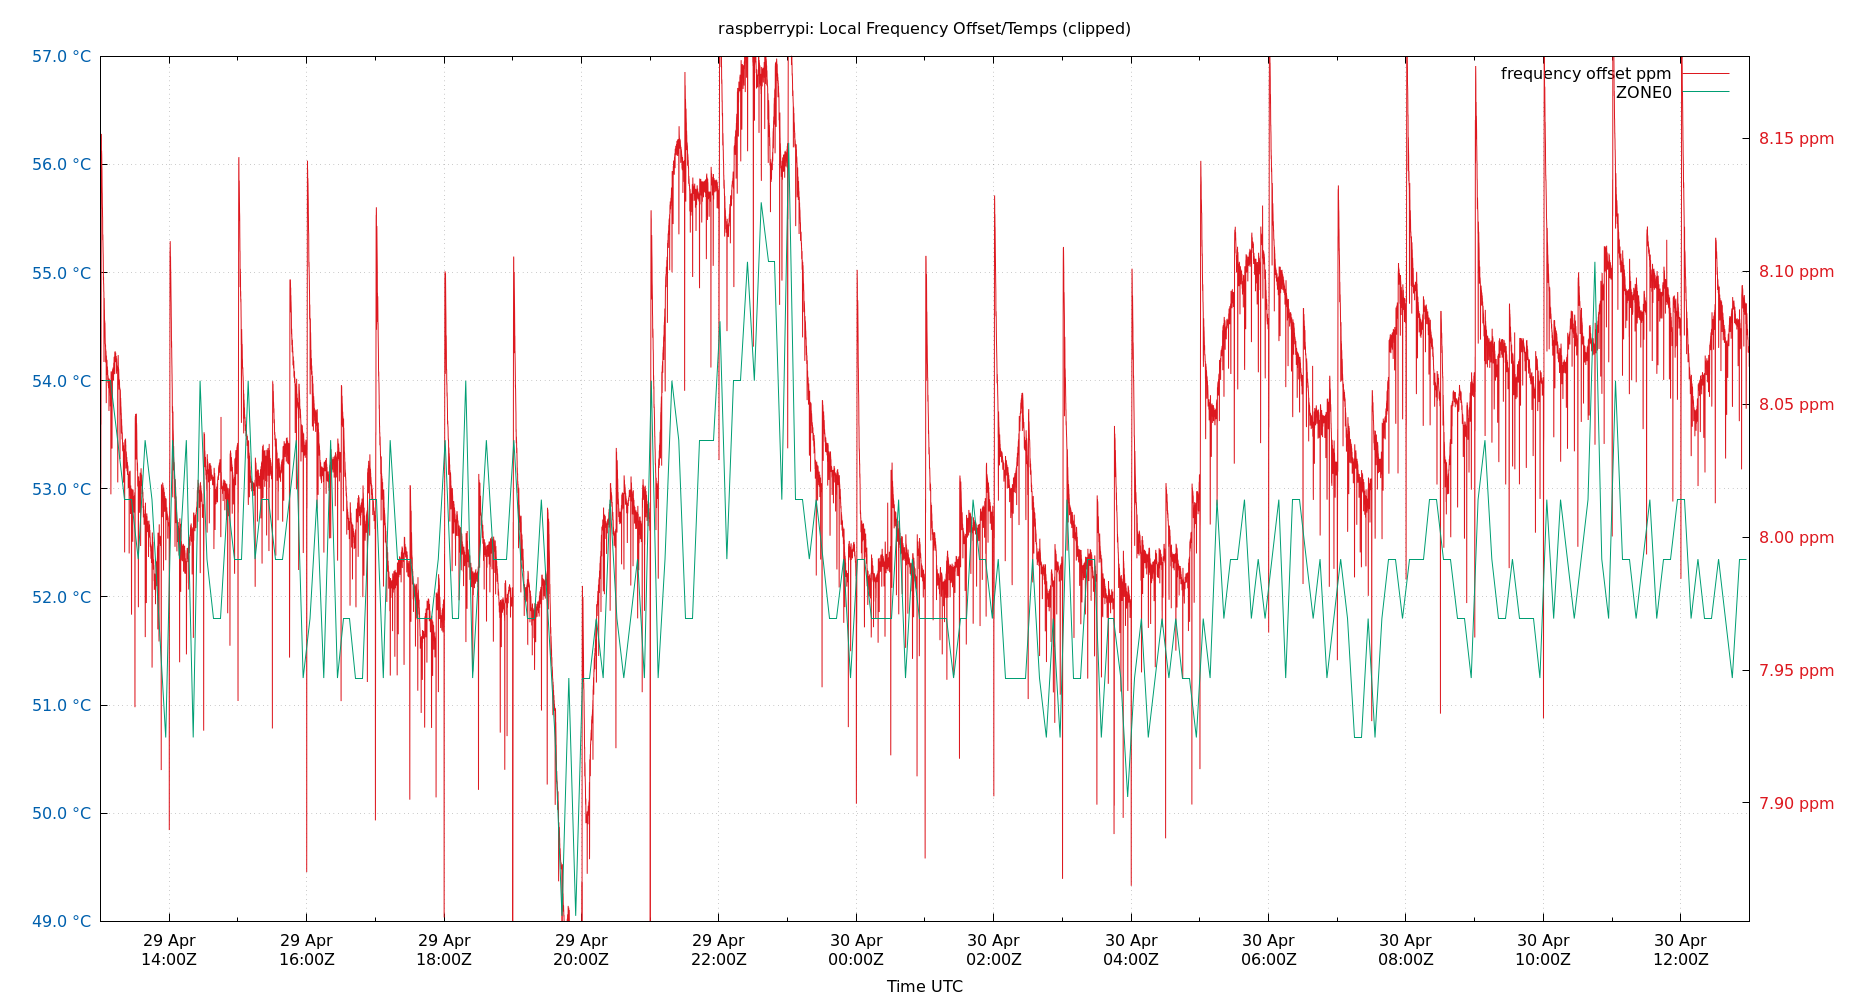 raspberrypi: Local Frequency Offset/Temps (clipped)
frequency offset ppm
ZONE0
57.0 °C
56.0 °C
55.0 °C
54.0 °C
53.0 °C
52.0 °C
51.0 °C
50.0 °C
49.0 °C
8.15 ppm
8.10 ppm
8.05 ppm
8.00 ppm
7.95 ppm
7.90 ppm
29 Apr
14:00Z
29 Apr
16:00Z
29 Apr
18:00Z
29 Apr
20:00Z
29 Apr
22:00Z
30 Apr
00:00Z
30 Apr
02:00Z
30 Apr
04:00Z
30 Apr
06:00Z
30 Apr
08:00Z
30 Apr
10:00Z
30 Apr
12:00Z
Time UTC